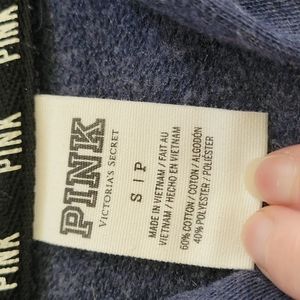 PINK
VICTORIA'S SECRET
S | P
MADE IN VIETNAM / FAIT AU
VIETNAM / HECHO EN VIETNAM
60% COTTON / COTON / ALGODÓN
40% POLYESTER / POLIÉSTER
PINK
PINK
PINK
PINK